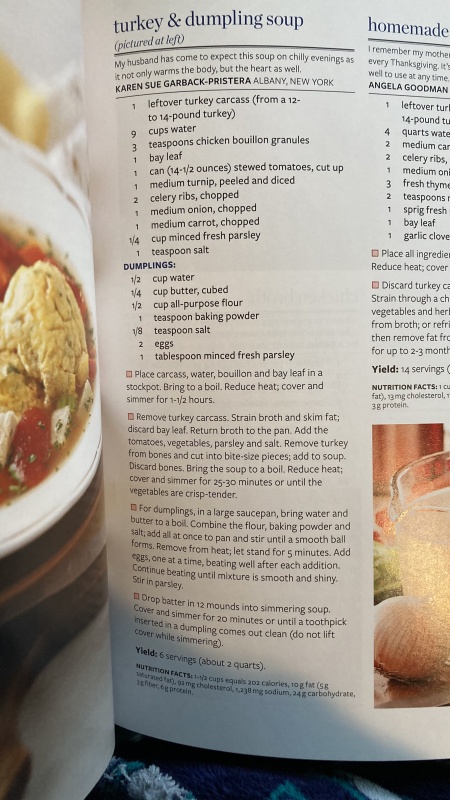 turkey & dumpling soup
(pictured at left)
My husband has come to expect this soup on chilly evenings as
it not only warms the body, but the heart as well.
KAREN SUE GARBACK-PRISTERA ALBANY, NEW YORK
1 leftover turkey carcass (from a 12-
to 14-pound turkey)
9 cups water
3 teaspoons chicken bouillon granules
1 bay leaf
1 can (14-1/2 ounces) stewed tomatoes, cut up
1 medium turnip, peeled and diced
2 celery ribs, chopped
1 medium onion, chopped
1 medium carrot, chopped
1/4 cup minced fresh parsley
1 teaspoon salt
DUMPLINGS:
1/2 cup water
1/4 cup butter, cubed
1/2 cup all-purpose flour
1 teaspoon baking powder
1/8 teaspoon salt
2 eggs
1 tablespoon minced fresh parsley
Place carcass, water, bouillon and bay leaf in a
stockpot. Bring to a boil. Reduce heat; cover and
simmer for 1-1/2 hours.
Remove turkey carcass. Strain broth and skim fat;
discard bay leaf. Return broth to the pan. Add the
tomatoes, vegetables, parsley and salt. Remove turkey
from bones and cut into bite-size pieces; add to soup.
Discard bones. Bring the soup to a boil. Reduce heat;
cover and simmer for 25-30 minutes or until the
vegetables are crisp-tender.
For dumplings, in a large saucepan, bring water and
butter to a boil. Combine the flour, baking powder and
salt; add all at once to pan and stir until a smooth ball
forms. Remove from heat; let stand for 5 minutes. Add
eggs, one at a time, beating well after each addition.
Continue beating until mixture is smooth and shiny.
Stir in parsley.
Drop batter in 12 mounds into simmering soup.
Cover and simmer for 20 minutes or until a toothpick
inserted in a dumpling comes out clean (do not lift
cover while simmering).
Yield: 6 servings (about 2 quarts).
NUTRITION FACTS: 1-1/2 cups equals 202 calories, 10 g fat (5 g
saturated fat), 92 mg cholesterol, 1,238 mg sodium, 24 g carbohydrate,
3 g fiber, 6 g protein.
homemade
I remember my mother
every Thanksgiving. It's
well to use at any time.
ANGELA GOODMAN
1 leftover tur
14-pound tu
4 quarts wate
2 medium car
2 celery ribs,
1 medium oni
3 fresh thyme
2 teaspoons
1 sprig fresh
1 bay leaf
1 garlic clove
Place all ingredie
Reduce heat; cover
Discard turkey ca
Strain through a ch
vegetables and her
from broth; or refri
then remove fat fro
for up to 2-3 month
Yield: 14 servings (
NUTRITION FACTS: 1 cu
fat), 13 mg cholesterol, 1
3 g protein.